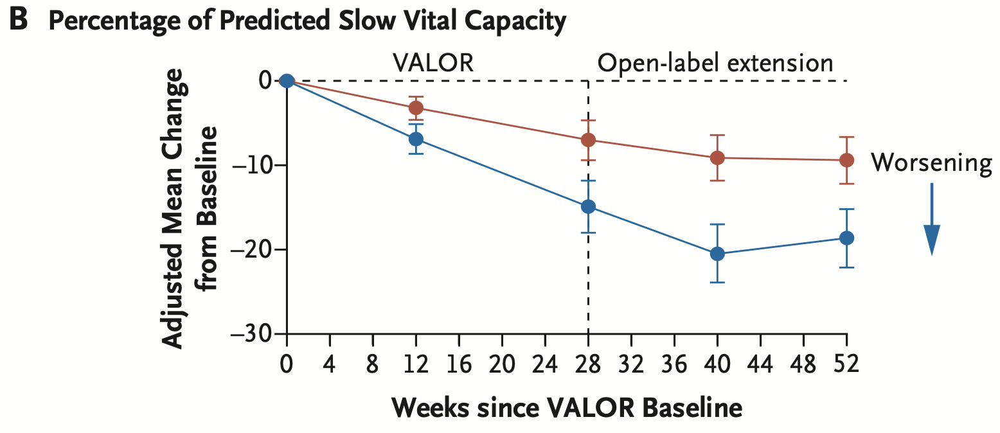 B Percentage of Predicted Slow Vital Capacity
VALOR
Open-label extension
Adjusted Mean Change
from Baseline
0
–10
–20
–30
Worsening
0 4 8 12 16 20 24 28 32 36 40 44 48 52
Weeks since VALOR Baseline